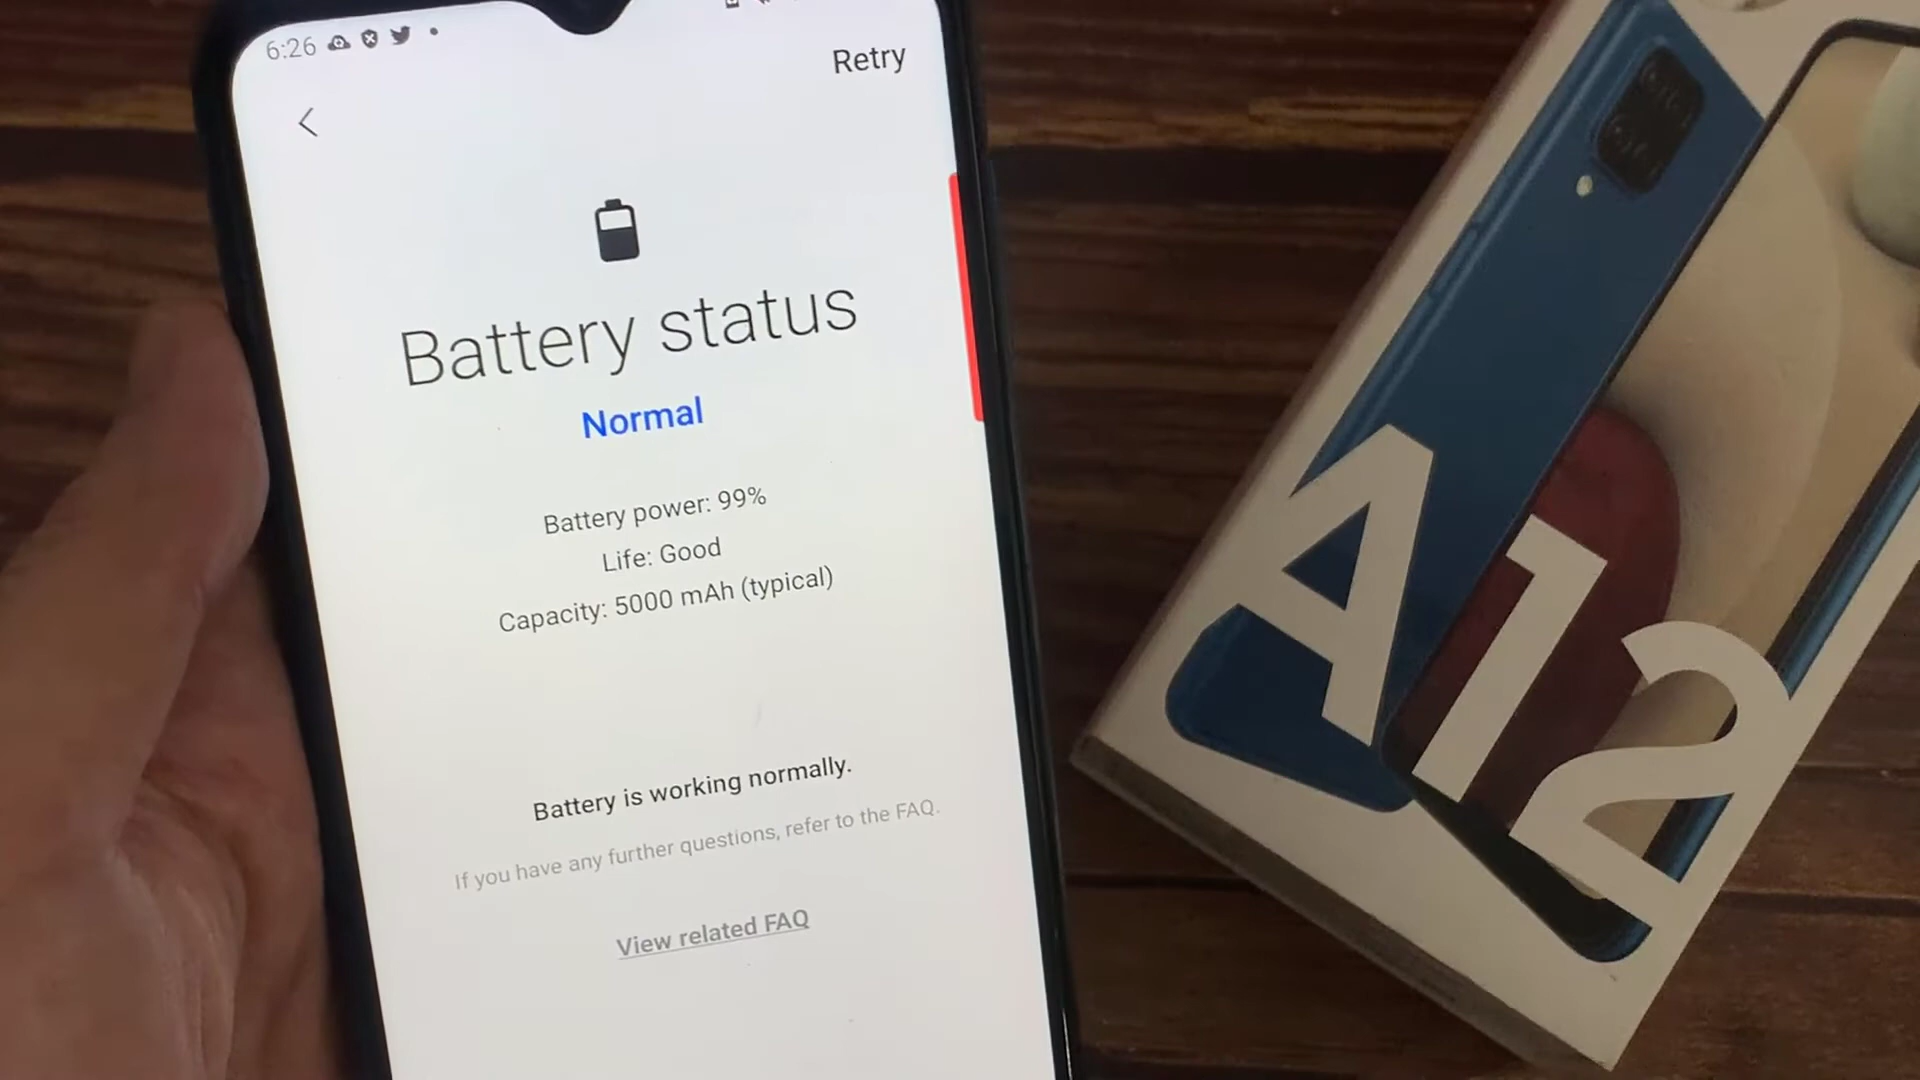 6:26
Retry
Battery status
Normal
Battery power: 99%
Life: Good
Capacity: 5000 mAh (typical)
Battery is working normally.
If you have any further questions, refer to the FAQ.
View related FAQ
A12